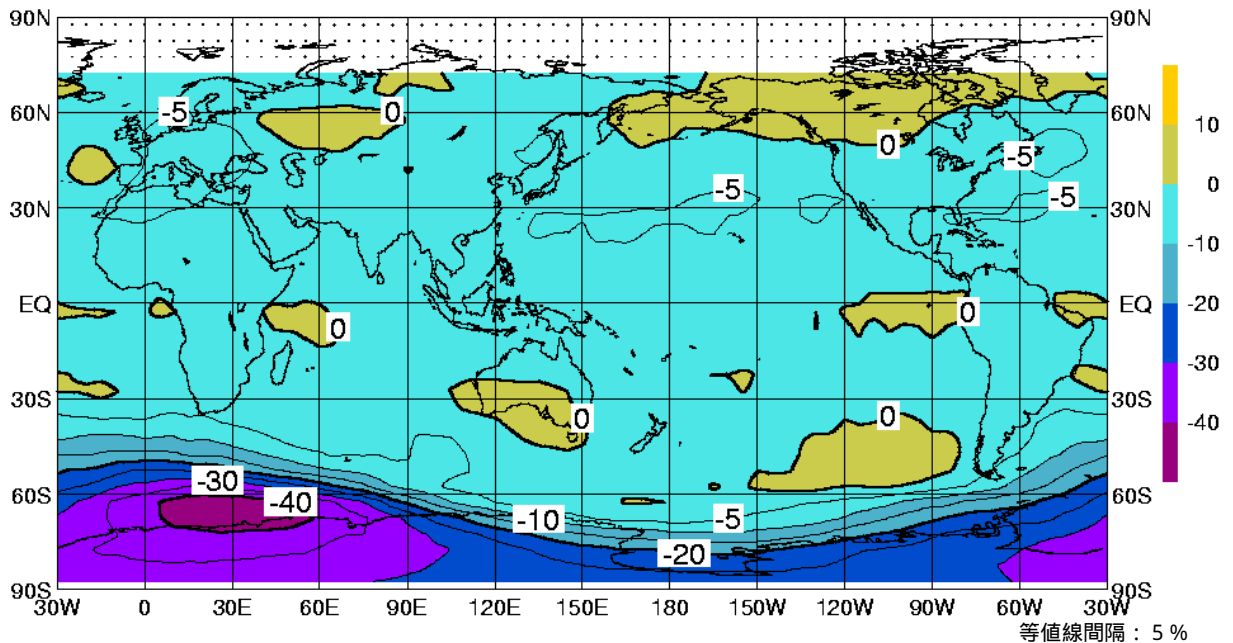 90N 90N
-5 0
60N 60N 10
0 -5
-5 -5 0
30N 30N
-10
EQ 0 0 EQ -20
-30
30S 0 0 30S
-40
-30 -40
60S 60S
-10 -5
-20
90S 90S
30W 0 30E 60E 90E 120E 150E 180 150W 120W 90W 60W 30W
等値線間隔：5 %